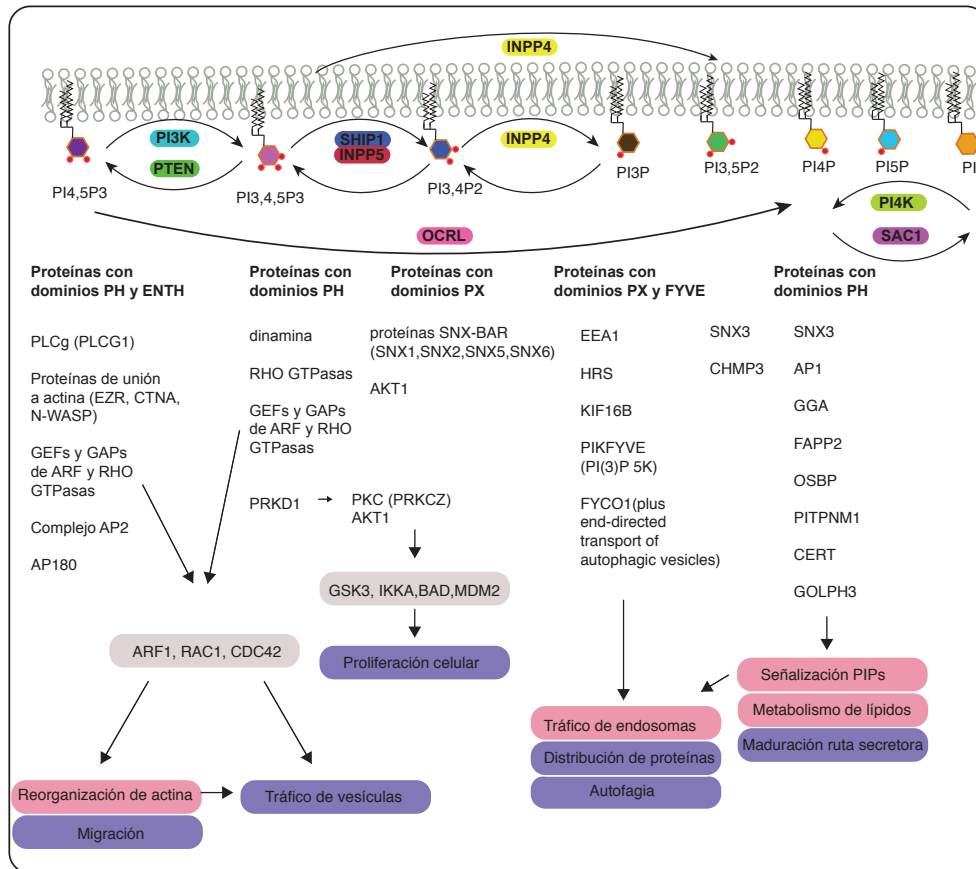 INPP4
PI3K
PTEN
SHIP1
INPP5
INPP4
PI4,5P3
PI3,4,5P3
PI3,4P2
PI3P
PI3,5P2
PI4P
PI5P
PI
PI4K
SAC1
OCRL
Proteínas con
dominios PH y ENTH
PLCg (PLCG1)
Proteínas de unión
a actina (EZR, CTNA,
N-WASP)
GEFs y GAPs
de ARF y RHO
GTPasas
Complejo AP2
AP180
Proteínas con
dominios PH
dinamina
RHO GTPasas
GEFs y GAPs
de ARF y RHO
GTPasas
PRKD1
Proteínas con
dominios PX
proteínas SNX-BAR
(SNX1,SNX2,SNX5,SNX6)
AKT1
PKC (PRKCZ)
AKT1
GSK3, IKKA,BAD,MDM2
Proliferación celular
Proteínas con
dominios PX y FYVE
EEA1
HRS
KIF16B
PIKFYVE
(PI(3)P 5K)
FYCO1(plus
end-directed
transport of
autophagic vesicles)
SNX3
CHMP3
Proteínas con
dominios PH
SNX3
AP1
GGA
FAPP2
OSBP
PITPNM1
CERT
GOLPH3
ARF1, RAC1, CDC42
Señalización PIPs
Metabolismo de lípidos
Maduración ruta secretora
Tráfico de endosomas
Distribución de proteínas
Autofagia
Reorganización de actina
Migración
Tráfico de vesículas